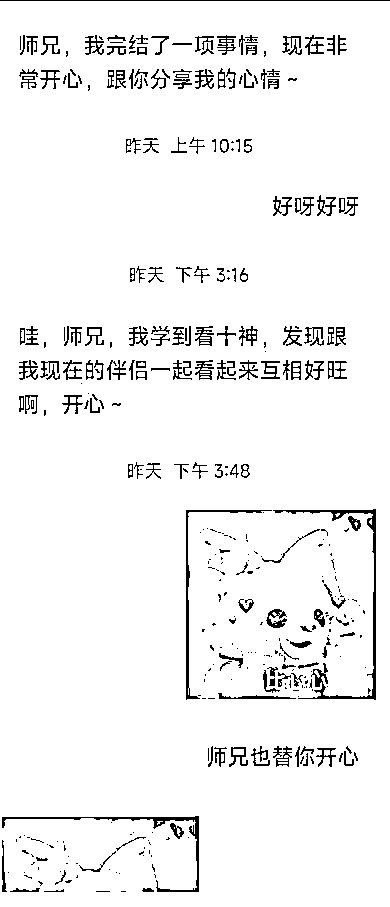 师兄，我完结了一项事情，现在非
常开心，跟你分享我的心情～
昨天 上午 10:15
好呀好呀
昨天 下午 3:16
哇，师兄，我学到看十神，发现跟
我现在的伴侣一起看起来互相好旺
啊，开心～
昨天 下午 3:48
比心心
师兄也替你开心